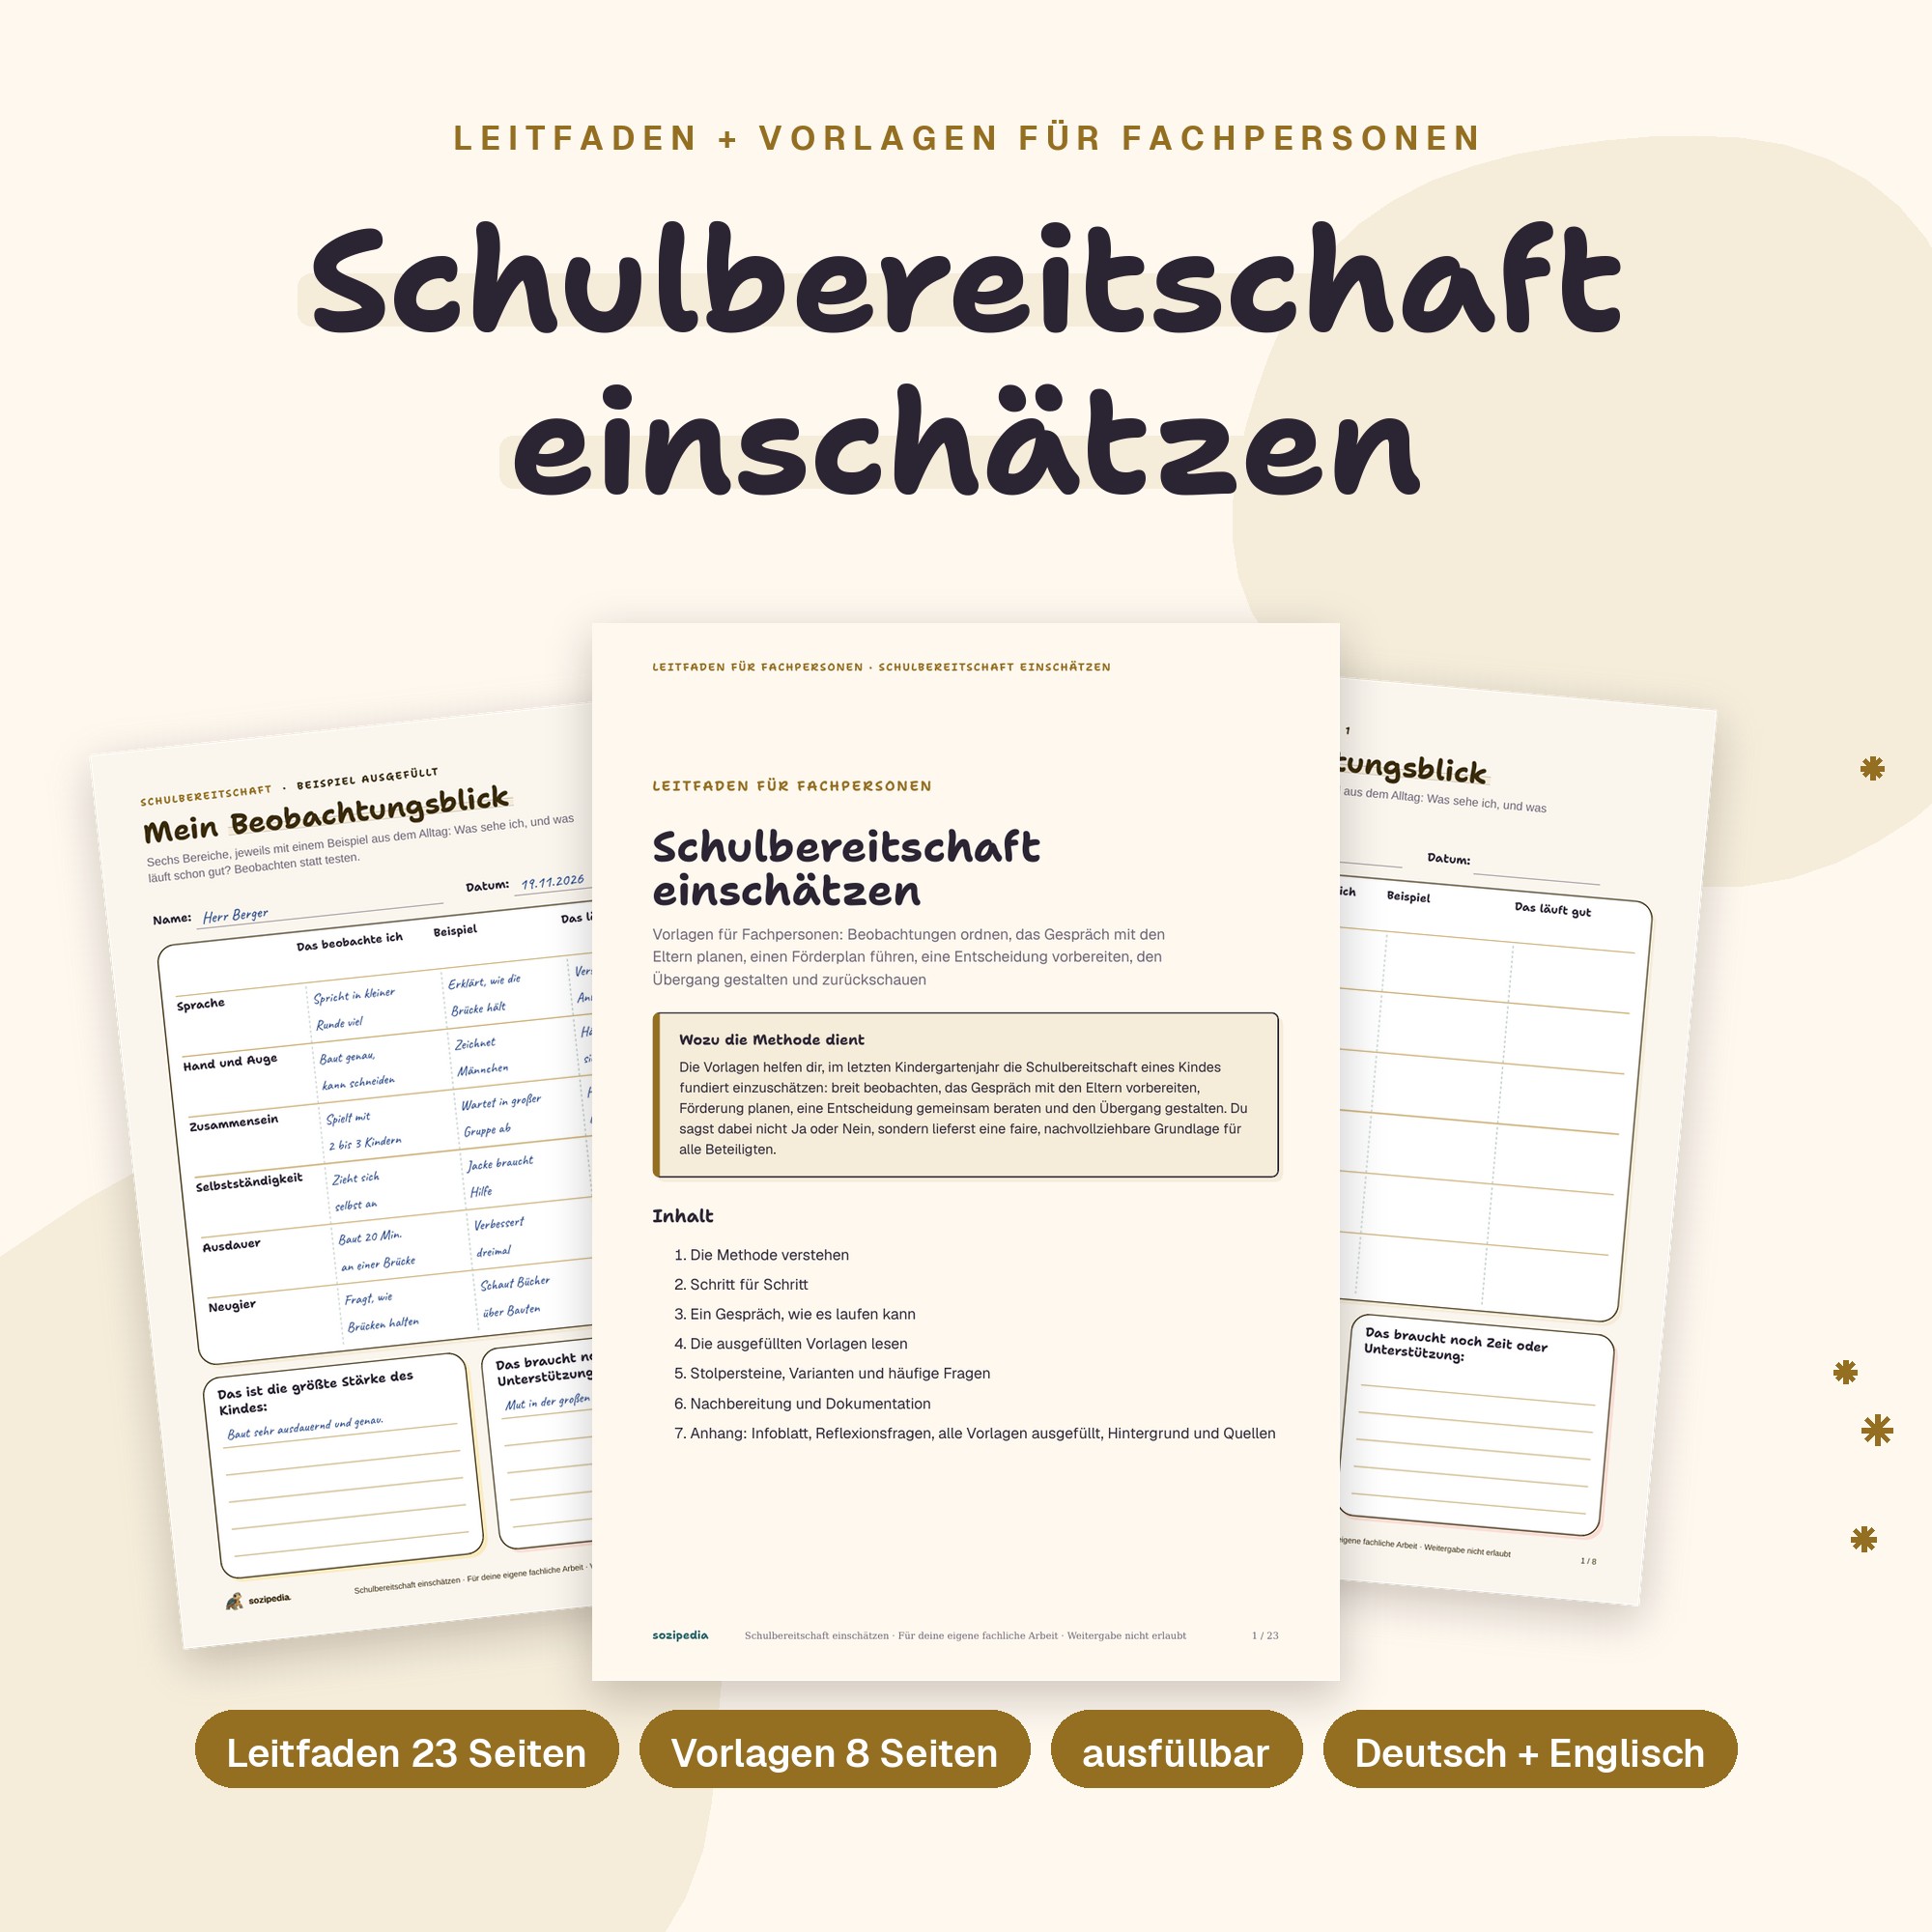 LEITFADEN + VORLAGEN FÜR FACHPERSONEN
Schulbereitschaft
einschätzen
SCHULBEREITSCHAFT · BEISPIEL AUSGEFÜLLT
Mein Beobachtungsblick
Sechs Bereiche, jeweils mit einem Beispiel aus dem Alltag: Was sehe ich, und was
läuft schon gut? Beobachten statt testen.
Name: Herr Berger
Datum: 19.11.2026
Das beobachte ich
Beispiel
Sprache
Spricht in kleiner
Runde viel
Erklärt, wie die
Brücke hält
Hand und Auge
Baut genau,
kann schneiden
Zeichnet
Männchen
Zusammensein
Spielt mit
2 bis 3 Kindern
Wartet in großer
Gruppe ab
Selbstständigkeit
Zieht sich
selbst an
Jacke braucht
Hilfe
Ausdauer
Baut 20 Min.
an einer Brücke
Verbessert
dreimal
Neugier
Fragt, wie
Brücken halten
Schaut Bücher
über Bauten
Das ist die größte Stärke des
Kindes:
Baut sehr ausdauernd und genau.
Das braucht
Unterstützung
Mut in der großen
sozipedia.
Schulbereitschaft einschätzen · Für deine eigene fachliche Arbeit ·
LEITFADEN FÜR FACHPERSONEN · SCHULBEREITSCHAFT EINSCHÄTZEN
LEITFADEN FÜR FACHPERSONEN
Schulbereitschaft
einschätzen
Vorlagen für Fachpersonen: Beobachtungen ordnen, das Gespräch mit den
Eltern planen, einen Förderplan führen, eine Entscheidung vorbereiten, den
Übergang gestalten und zurückschauen
Wozu die Methode dient
Die Vorlagen helfen dir, im letzten Kindergartenjahr die Schulbereitschaft eines Kindes
fundiert einzuschätzen: breit beobachten, das Gespräch mit den Eltern vorbereiten,
Förderung planen, eine Entscheidung gemeinsam beraten und den Übergang gestalten. Du
sagst dabei nicht Ja oder Nein, sondern lieferst eine faire, nachvollziehbare Grundlage für
alle Beteiligten.
Inhalt
1. Die Methode verstehen
2. Schritt für Schritt
3. Ein Gespräch, wie es laufen kann
4. Die ausgefüllten Vorlagen lesen
5. Stolpersteine, Varianten und häufige Fragen
6. Nachbereitung und Dokumentation
7. Anhang: Infoblatt, Reflexionsfragen, alle Vorlagen ausgefüllt, Hintergrund und Quellen
sozipedia
Schulbereitschaft einschätzen · Für deine eigene fachliche Arbeit · Weitergabe nicht erlaubt
1 / 23
1
tungsblick
aus dem Alltag: Was sehe ich, und was
Datum:
ich
Beispiel
Das läuft gut
Das braucht noch Zeit oder
Unterstützung:
eigene fachliche Arbeit · Weitergabe nicht erlaubt
1 / 8
Leitfaden 23 Seiten
Vorlagen 8 Seiten
ausfüllbar
Deutsch + Englisch